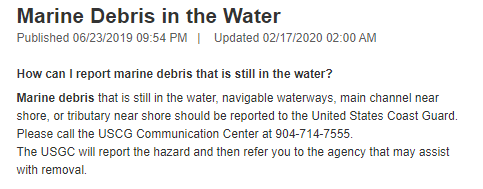 Marine Debris in the Water
Published 06/23/2019 09:54 PM | Updated 02/17/2020 02:00 AM
How can I report marine debris that is still in the water?
Marine debris that is still in the water, navigable waterways, main channel near
shore, or tributary near shore should be reported to the United States Coast Guard.
Please call the USCG Communication Center at 904-714-7555.
The USGC will report the hazard and then refer you to the agency that may assist
with removal.